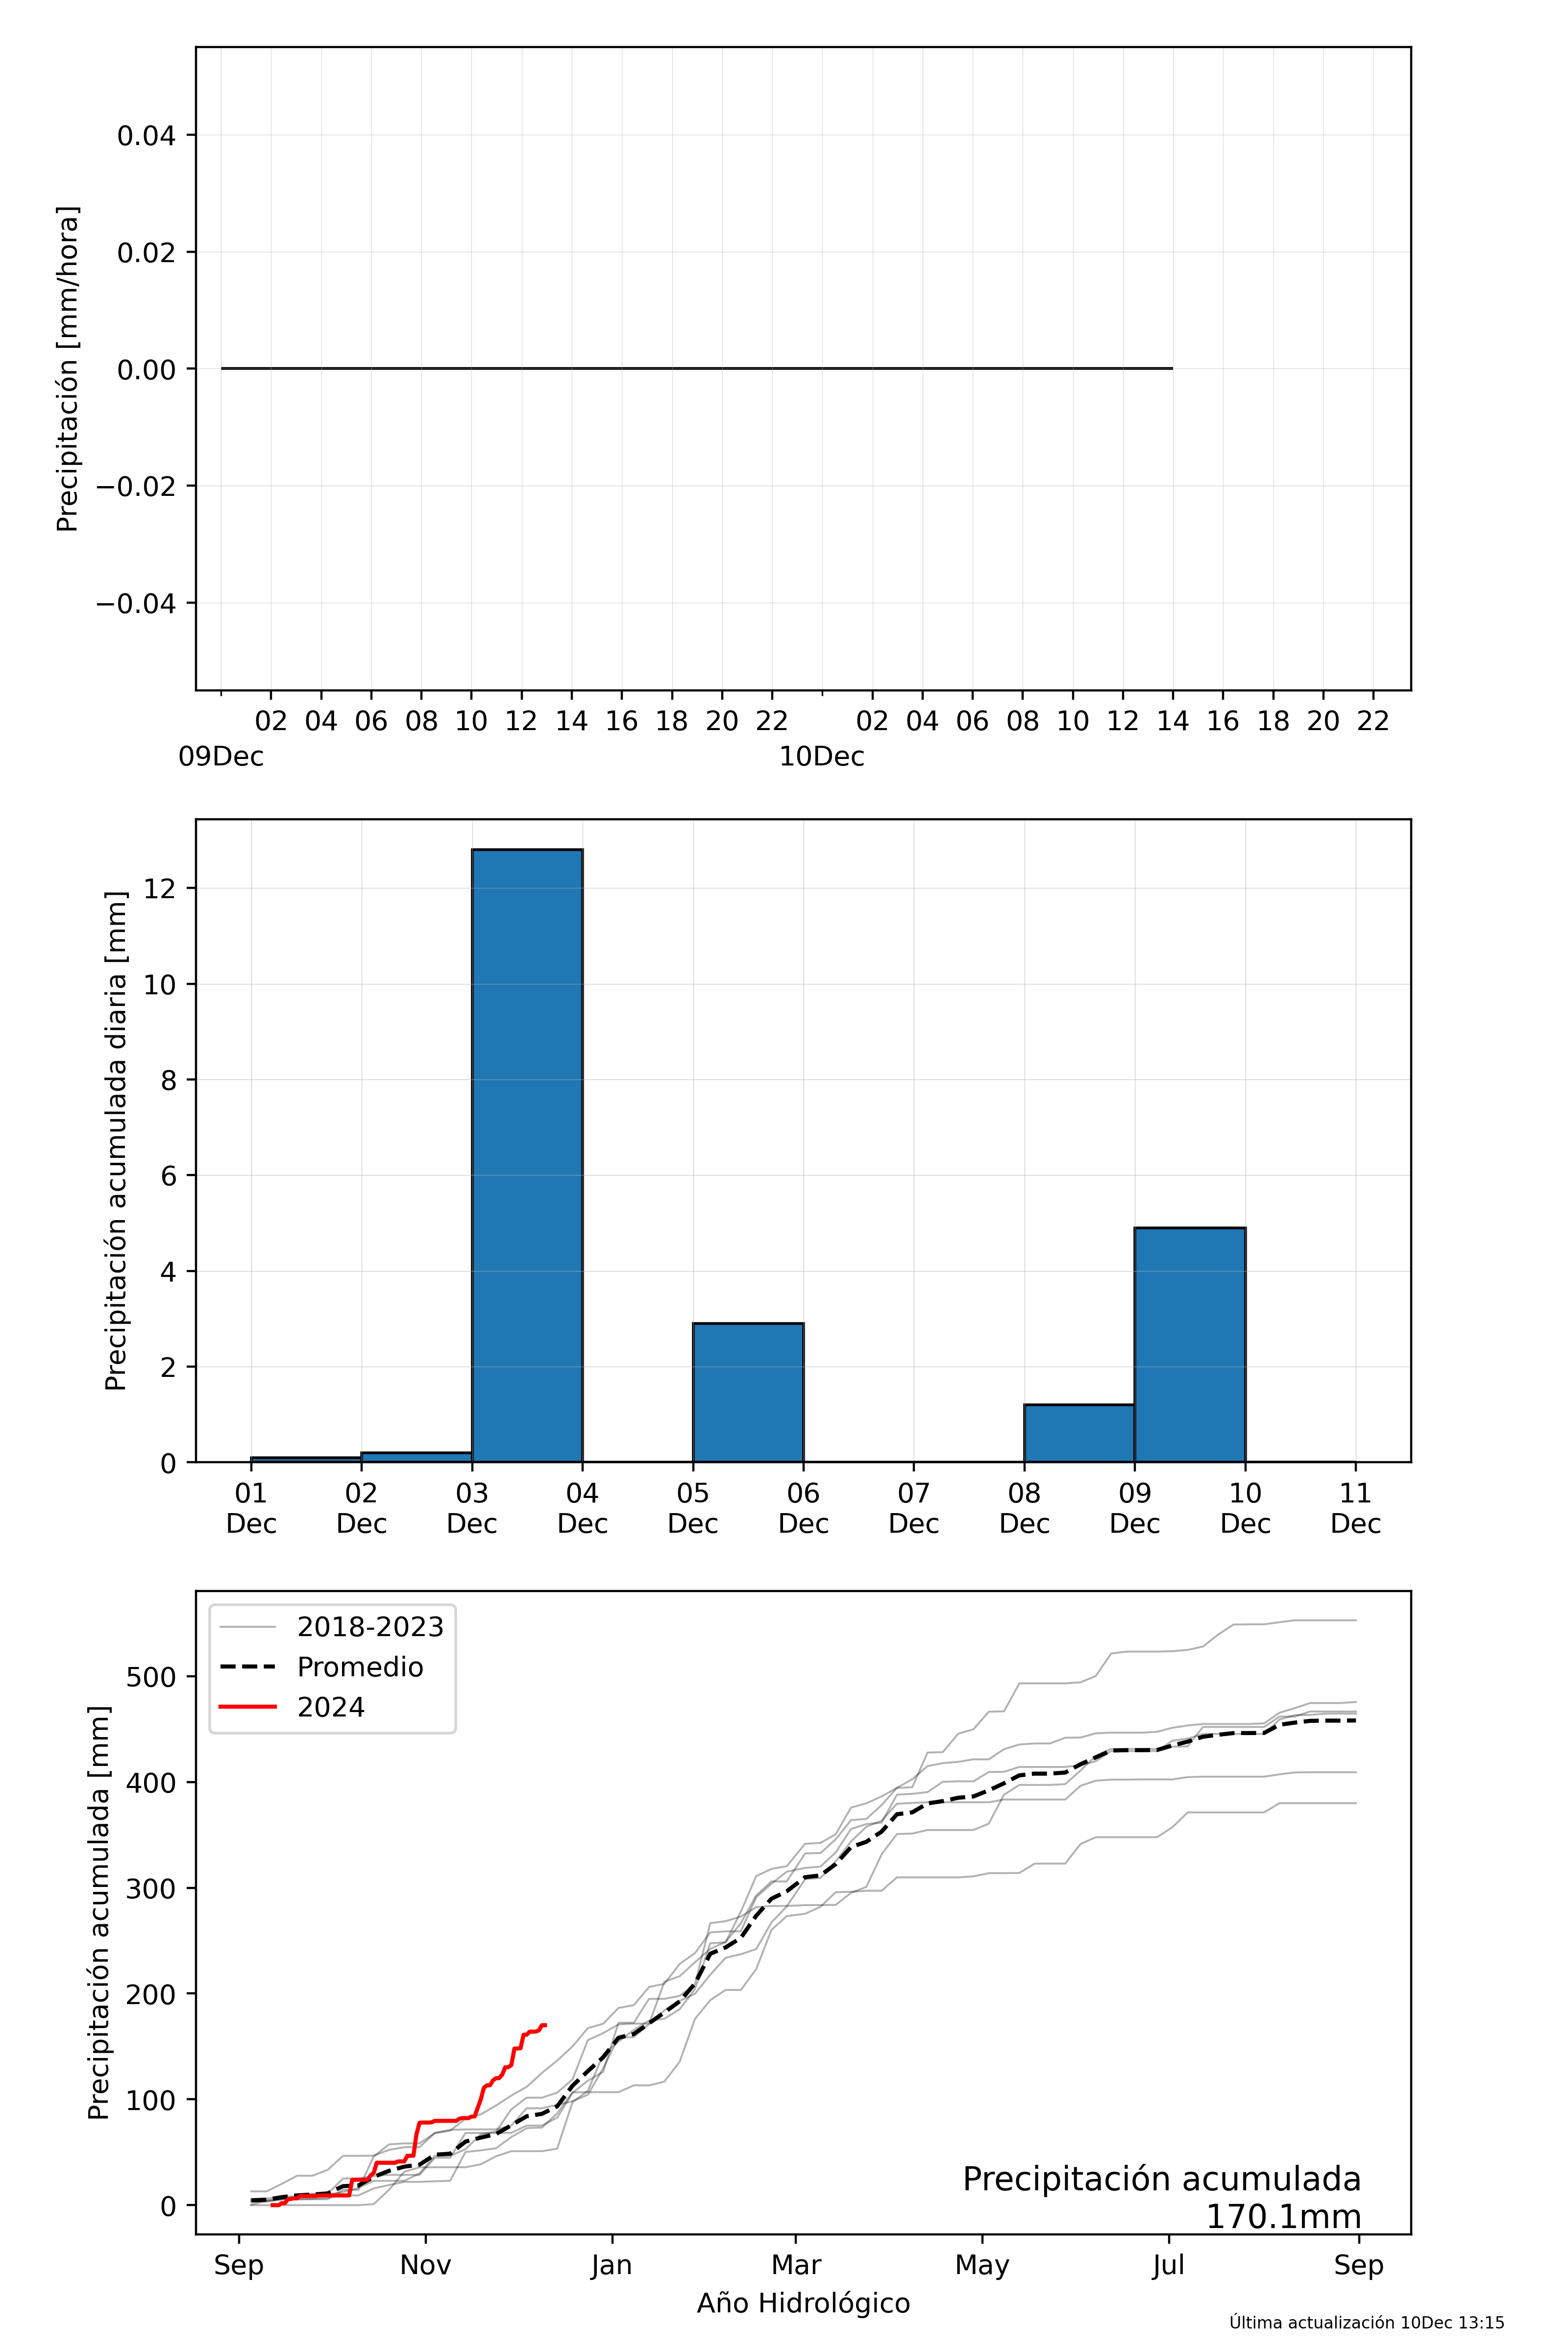 Precipitación [mm/hora]
0.04
0.02
0.00
−0.02
−0.04
02 04 06 08 10 12 14 16 18 20 22 02 04 06 08 10 12 14 16 18 20 22
09Dec 10Dec
Precipitación acumulada diaria [mm]
12
10
8
6
4
2
0
01 02 03 04 05 06 07 08 09 10 11
Dec Dec Dec Dec Dec Dec Dec Dec Dec Dec Dec
Precipitación acumulada [mm]
500
400
300
200
100
0
2018-2023
Promedio
2024
Precipitación acumulada
170.1mm
Sep Nov Jan Mar May Jul Sep
Año Hidrológico
Última actualización 10Dec 13:15